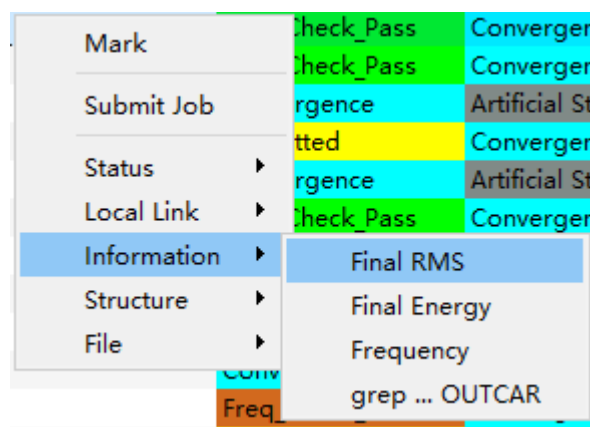 Mark
Submit Job
Status
Local Link
Information
Structure
File
Final RMS
Final Energy
Frequency
grep ... OUTCAR
Check_Pass Converger
Check_Pass Converger
rgence Artificial St
tted Converger
rgence Artificial St
Check_Pass Converger
Freq_